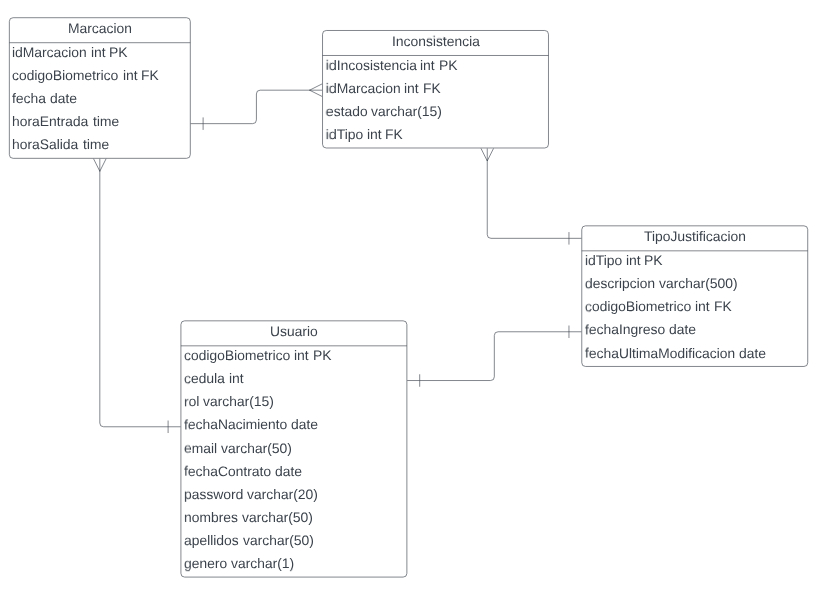 Marcacion
idMarcacion int PK
codigoBiometrico int FK
fecha date
horaEntrada time
horaSalida time
Inconsistencia
idIncosistencia int PK
idMarcacion int FK
estado varchar(15)
idTipo int FK
TipoJustificacion
idTipo int PK
descripcion varchar(500)
codigoBiometrico int FK
fechaIngreso date
fechaUltimaModificacion date
Usuario
codigoBiometrico int PK
cedula int
rol varchar(15)
fechaNacimiento date
email varchar(50)
fechaContrato date
password varchar(20)
nombres varchar(50)
apellidos varchar(50)
genero varchar(1)